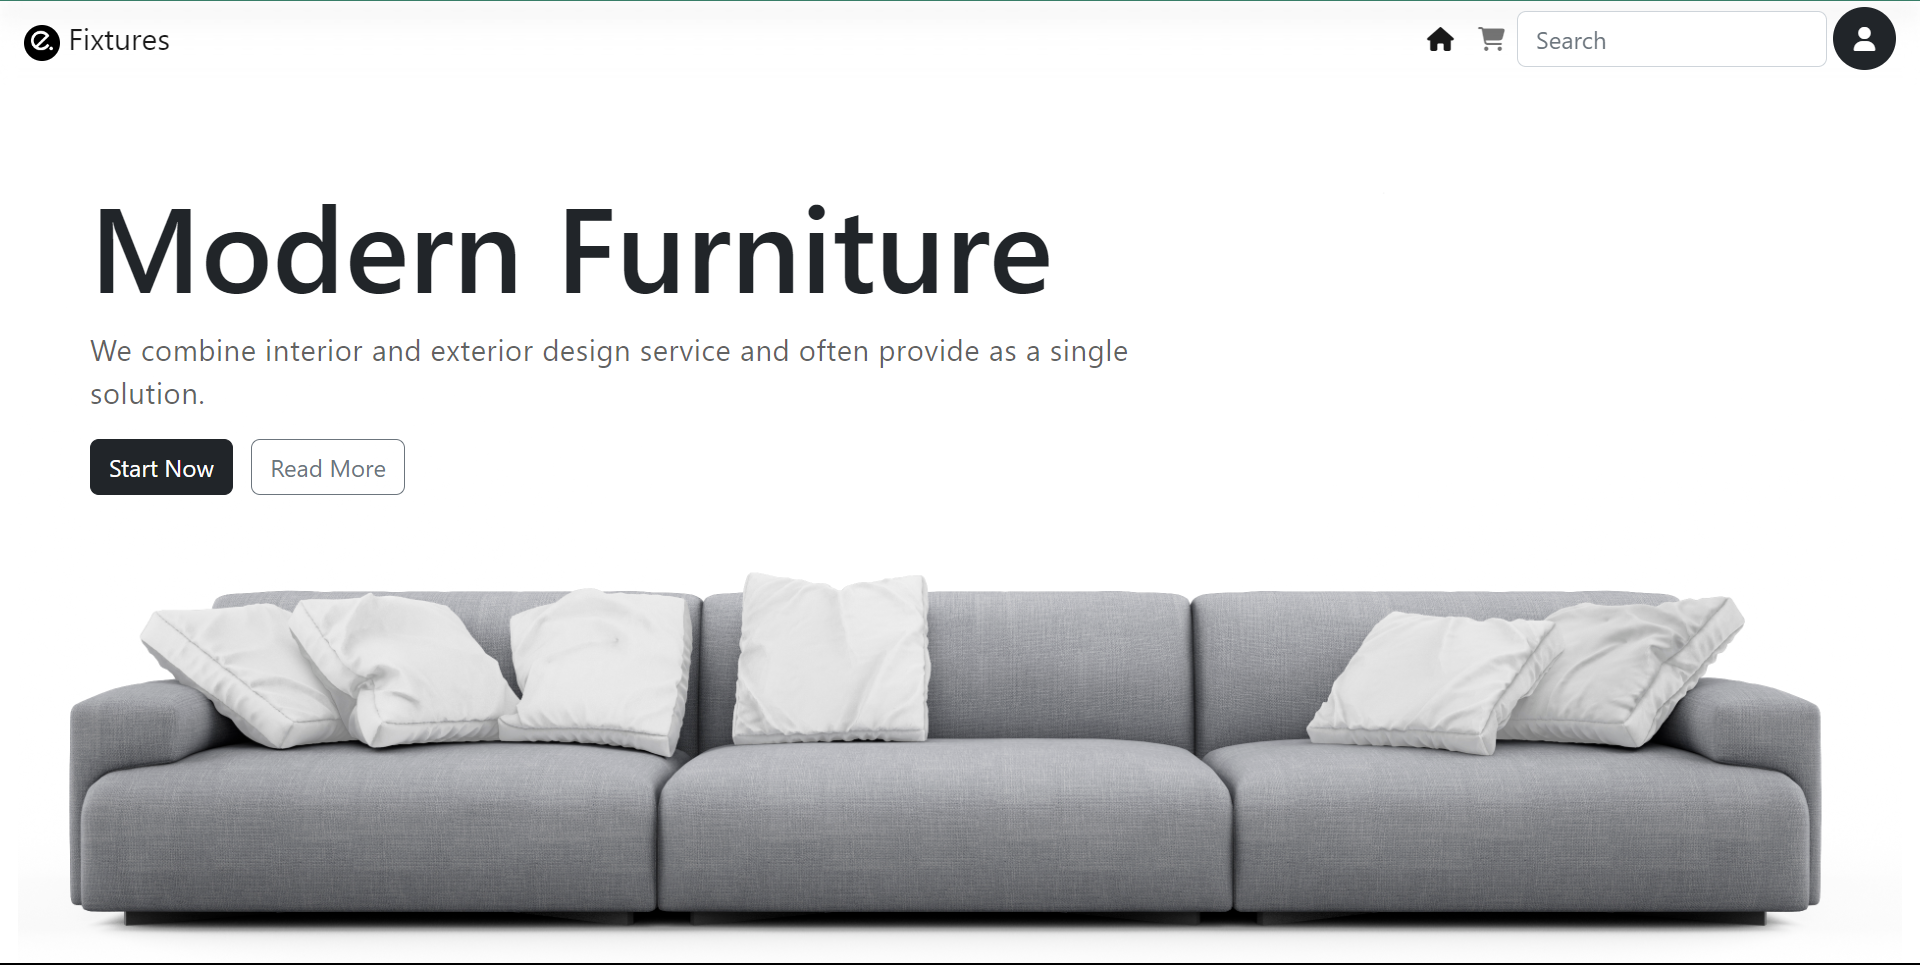 Fixtures
Search
Modern Furniture
We combine interior and exterior design service and often provide as a single
solution.
Start Now
Read More